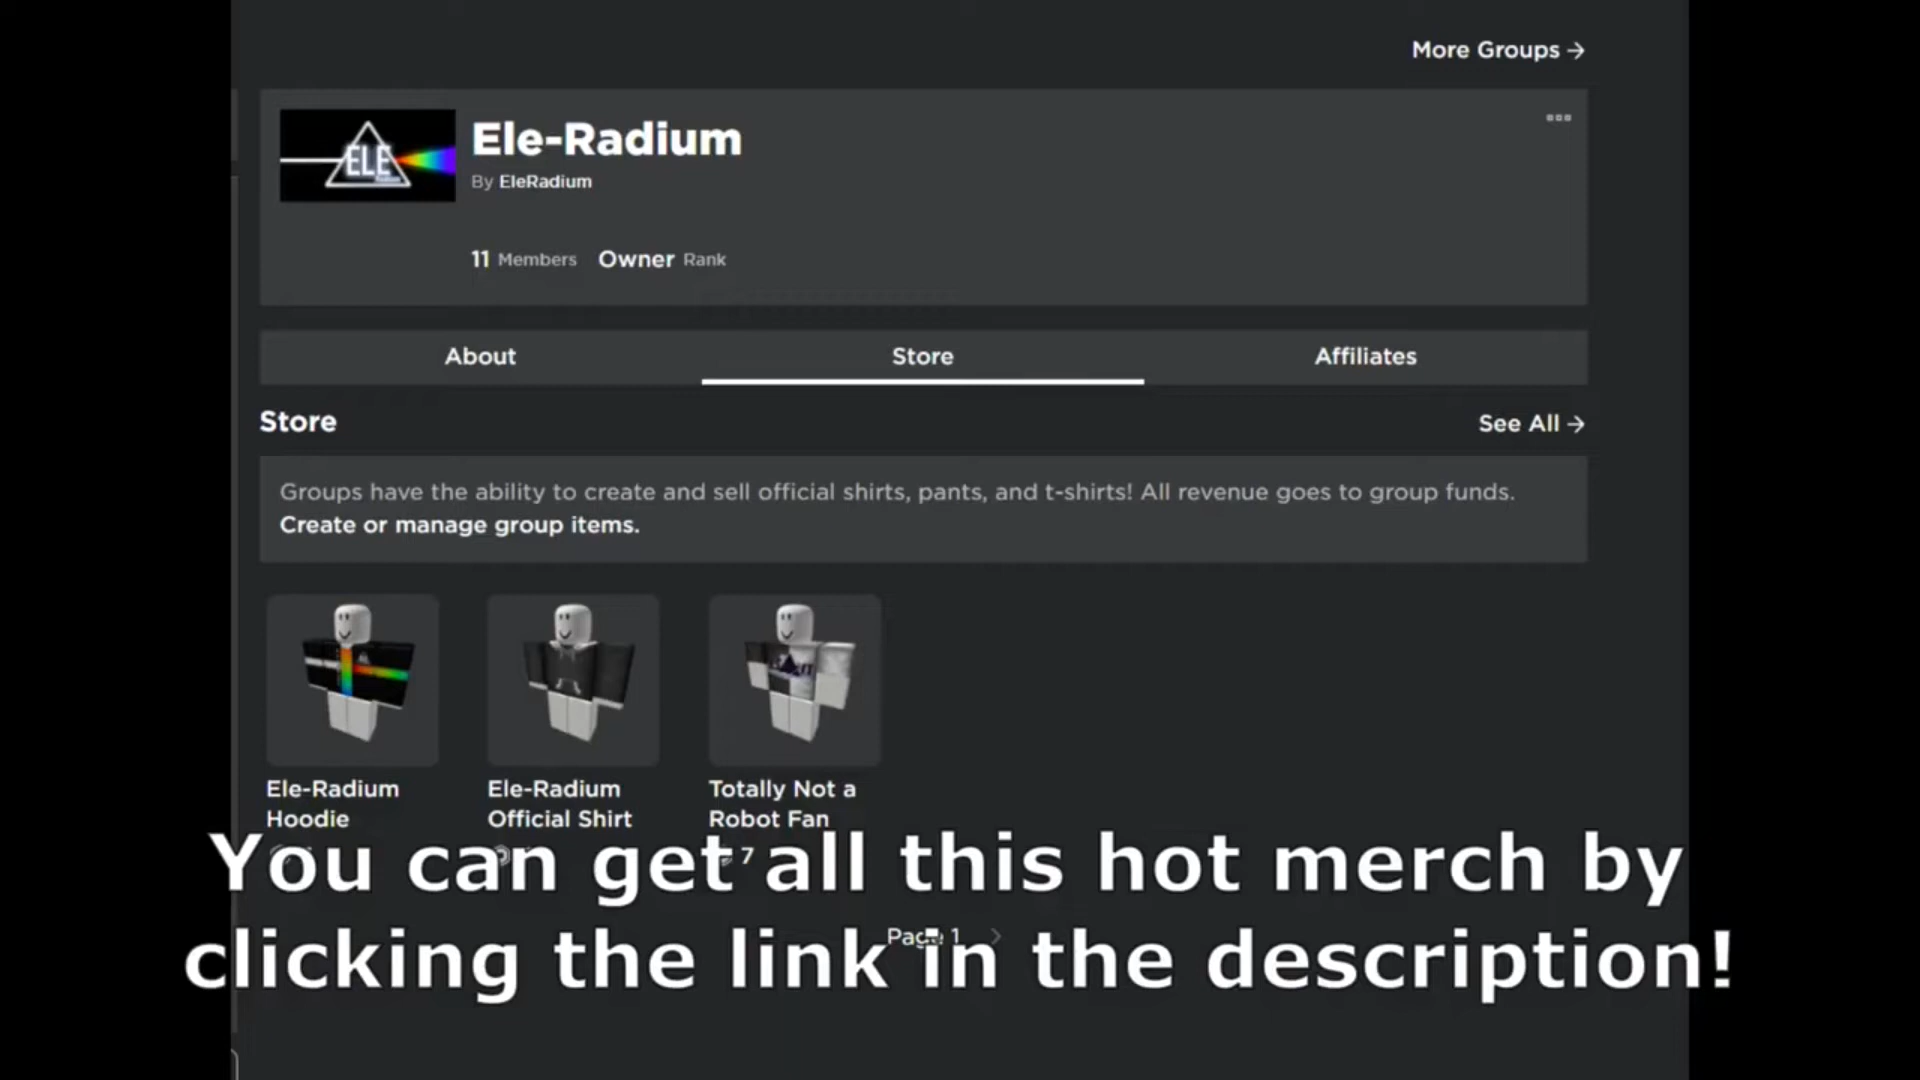 More Groups
ELE
Ele-Radium
By EleRadium
11 Members Owner Rank
About Store Affiliates
Store
See All
Groups have the ability to create and sell official shirts, pants, and t-shirts! All revenue goes to group funds.
Create or manage group items.
Ele-Radium
Hoodie
Ele-Radium
Official Shirt
Totally Not a
Robot Fan
7
Page 1
You can get all this hot merch by
clicking the link in the description!